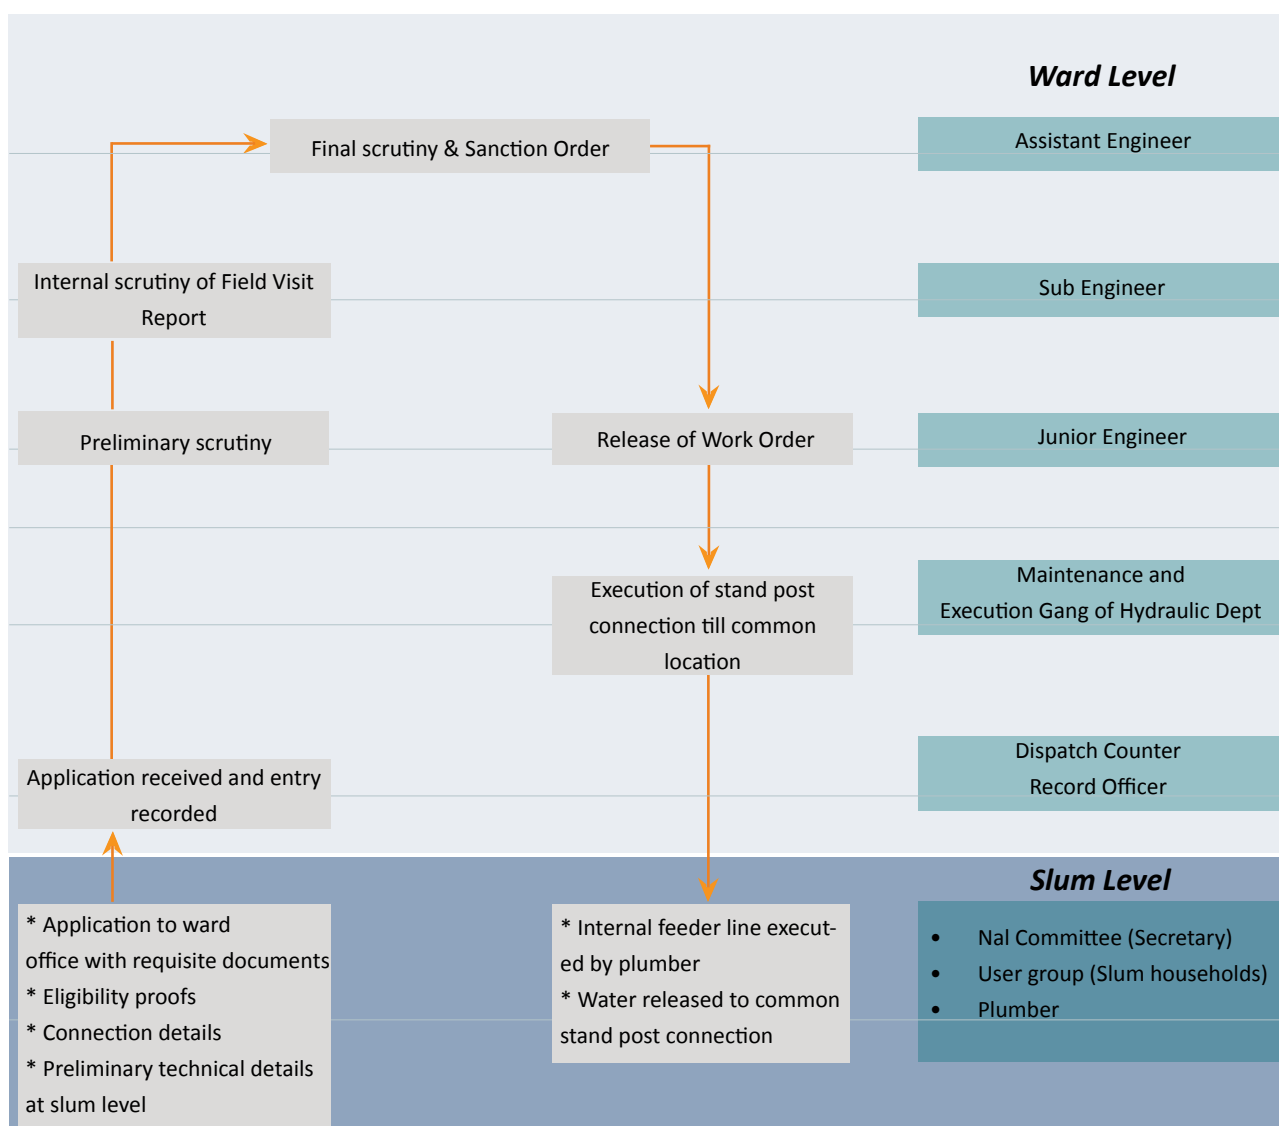 Ward Level
Final scrutiny & Sanction Order
Assistant Engineer
Internal scrutiny of Field Visit
Report
Sub Engineer
Preliminary scrutiny
Release of Work Order
Junior Engineer
Execution of stand post
connection till common
location
Maintenance and
Execution Gang of Hydraulic Dept
Application received and entry
recorded
Dispatch Counter
Record Officer
Slum Level
* Application to ward
office with requisite documents
* Eligibility proofs
* Connection details
* Preliminary technical details
at slum level
* Internal feeder line execut-
ed by plumber
* Water released to common
stand post connection
• Nal Committee (Secretary)
• User group (Slum households)
• Plumber